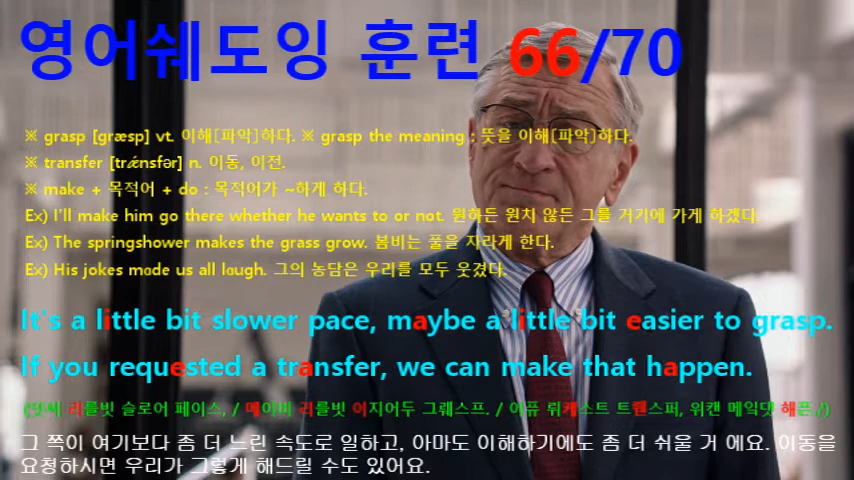 영어쉐도잉 훈련 66/70
※ grasp [græsp] vt. 이해[파악]하다. ※ grasp the meaning : 뜻을 이해[파악]하다.
※ transfer [trǽnsfər] n. 이동, 이전.
※ make + 목적어 + do : 목적어가 ~하게 하다.
Ex) I'll make him go there whether he wants to or not. 원하든 원치 않든 그를 거기에 가게 하겠다.
Ex) The springshower makes the grass grow. 봄비는 풀을 자라게 한다.
Ex) His jokes made us all laugh. 그의 농담은 우리를 모두 웃겼다.
It's a little bit slower pace, maybe a little bit easier to grasp.
If you requested a transfer, we can make that happen.
(잇써 리를빗 슬로어 페이스, / 메이비 리를빗 이지어두 그뤠스프. / 이퓨 뤼퀘스트 트뤤스퍼, 위캔 메잌댓 해픈./)
그 쪽이 여기보다 좀 더 느린 속도로 일하고, 아마도 이해하기에도 좀 더 쉬울 거 에요. 이동을
요청하시면 우리가 그렇게 해드릴 수도 있어요.